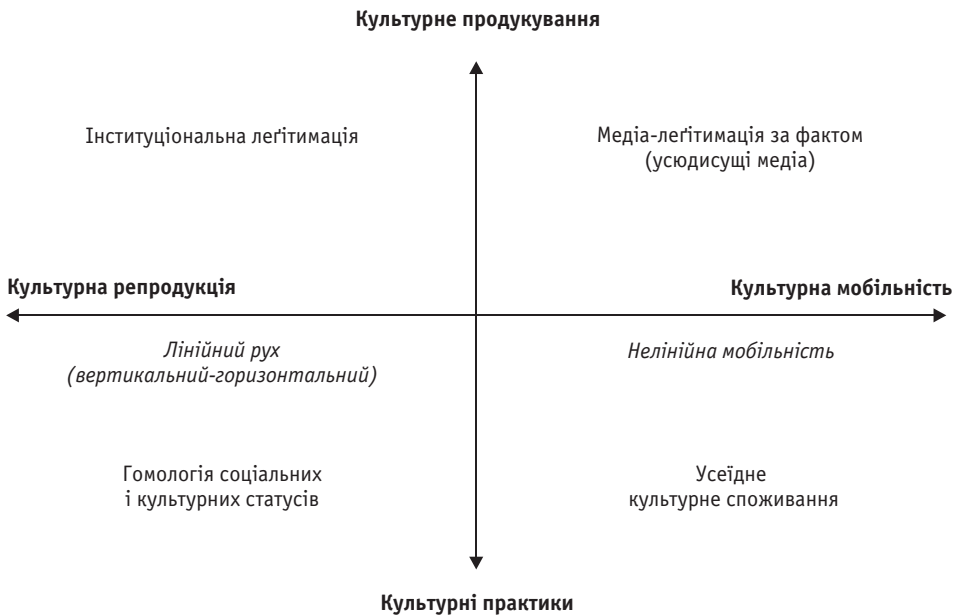 Культурне продукування
Інституціональна леґітимація
Медіа-леґітимація за фактом
(усюдисущі медіа)
Культурна репродукція
Культурна мобільність
Лінійний рух
(вертикальний-горизонтальний)
Нелінійна мобільність
Гомологія соціальних
і культурних статусів
Усеїдне
культурне споживання
Культурні практики